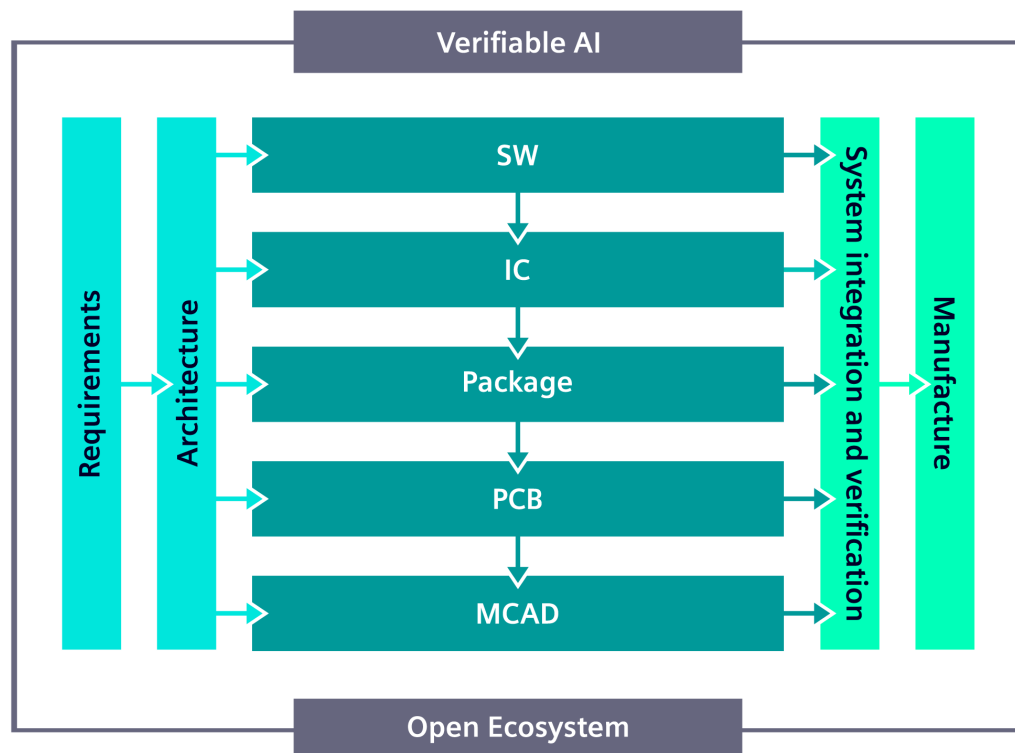 Verifiable AI
Requirements
Architecture
SW
IC
Package
PCB
MCAD
System integration and verification
Manufacture
Open Ecosystem